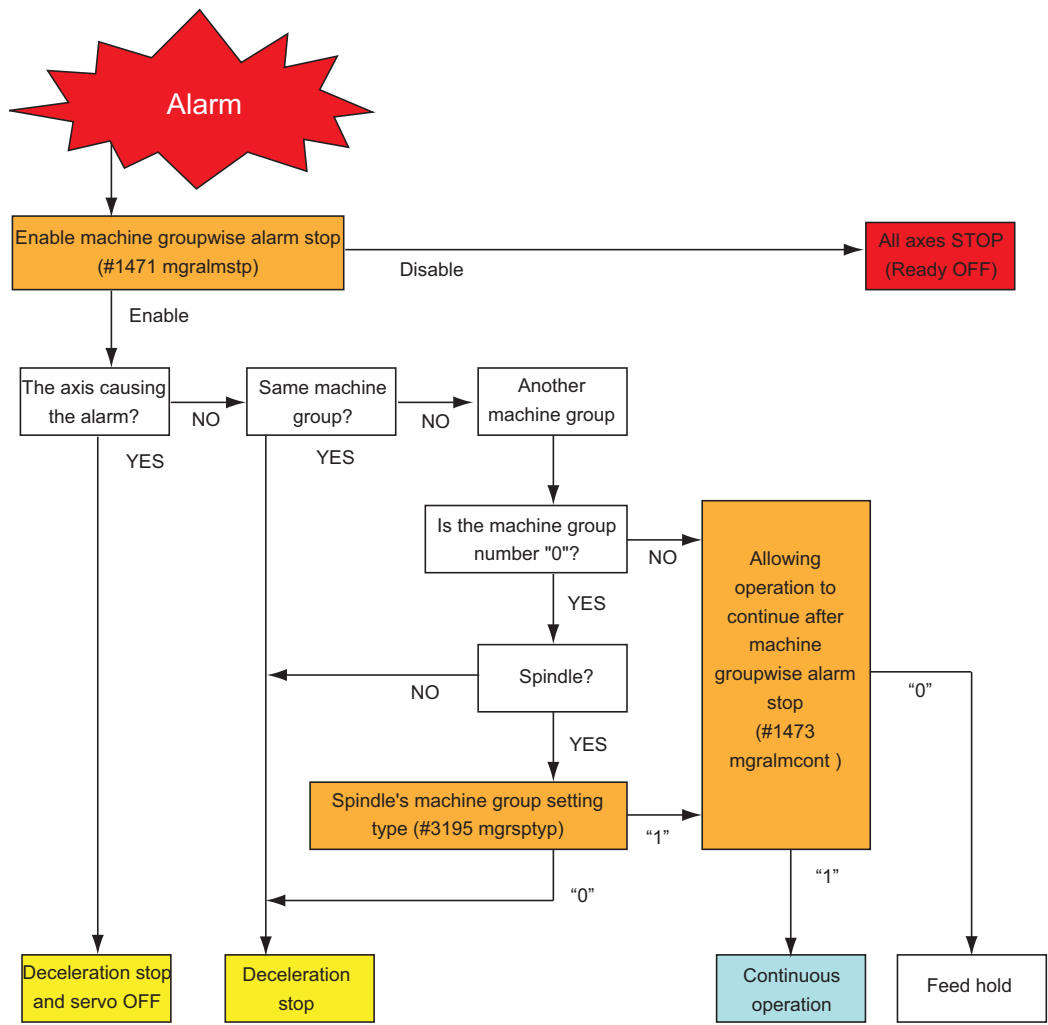 Alarm
Enable machine groupwise alarm stop
(#1471 mgralmstp)
Disable
All axes STOP
(Ready OFF)
Enable
The axis causing
the alarm?
NO
YES
Same machine
group?
NO
YES
Another
machine group
Is the machine group
number "0"?
NO
YES
Spindle?
NO
YES
Spindle's machine group setting
type (#3195 mgrsptyp)
“1”
“0”
Allowing
operation to
continue after
machine
groupwise alarm
stop
(#1473
mgralmcont )
“0”
“1”
Deceleration stop
and servo OFF
Deceleration
stop
Continuous
operation
Feed hold